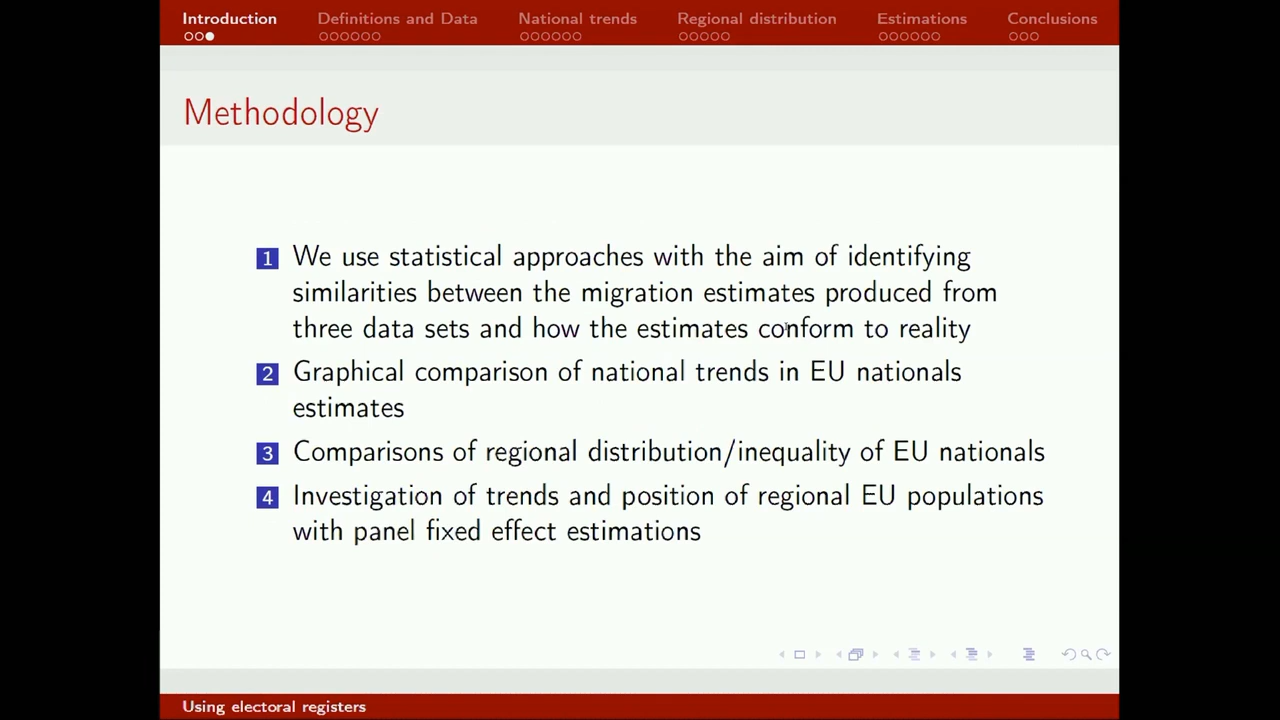 Introduction Definitions and Data National trends Regional distribution Estimations Conclusions
Methodology
1 We use statistical approaches with the aim of identifying
similarities between the migration estimates produced from
three data sets and how the estimates conform to reality
2 Graphical comparison of national trends in EU nationals
estimates
3 Comparisons of regional distribution/inequality of EU nationals
4 Investigation of trends and position of regional EU populations
with panel fixed effect estimations
Using electoral registers